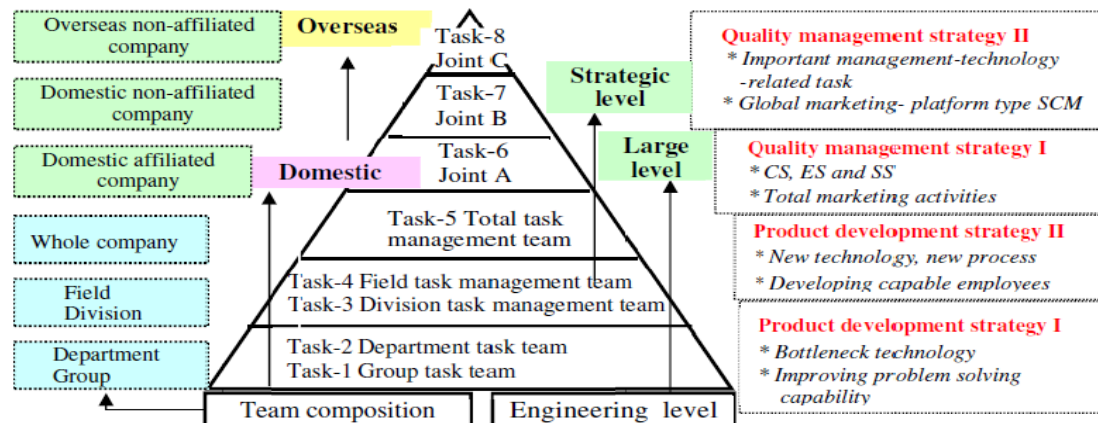 Overseas non-affiliated
company
Domestic non-affiliated
company
Domestic affiliated
company
Whole company
Field
Division
Department
Group
Overseas
Domestic
Task-8
Joint C
Task-7
Joint B
Task-6
Joint A
Task-5 Total task
management team
Task-4 Field task management team
Task-3 Division task management team
Task-2 Department task team
Task-1 Group task team
Team composition
Engineering level
Strategic
level
Large
level
Quality management strategy II
* Important management-technology
-related task
* Global marketing- platform type SCM
Quality management strategy I
* CS, ES and SS
* Total marketing activities
Product development strategy II
* New technology, new process
* Developing capable employees
Product development strategy I
* Bottleneck technology
* Improving problem solving
capability